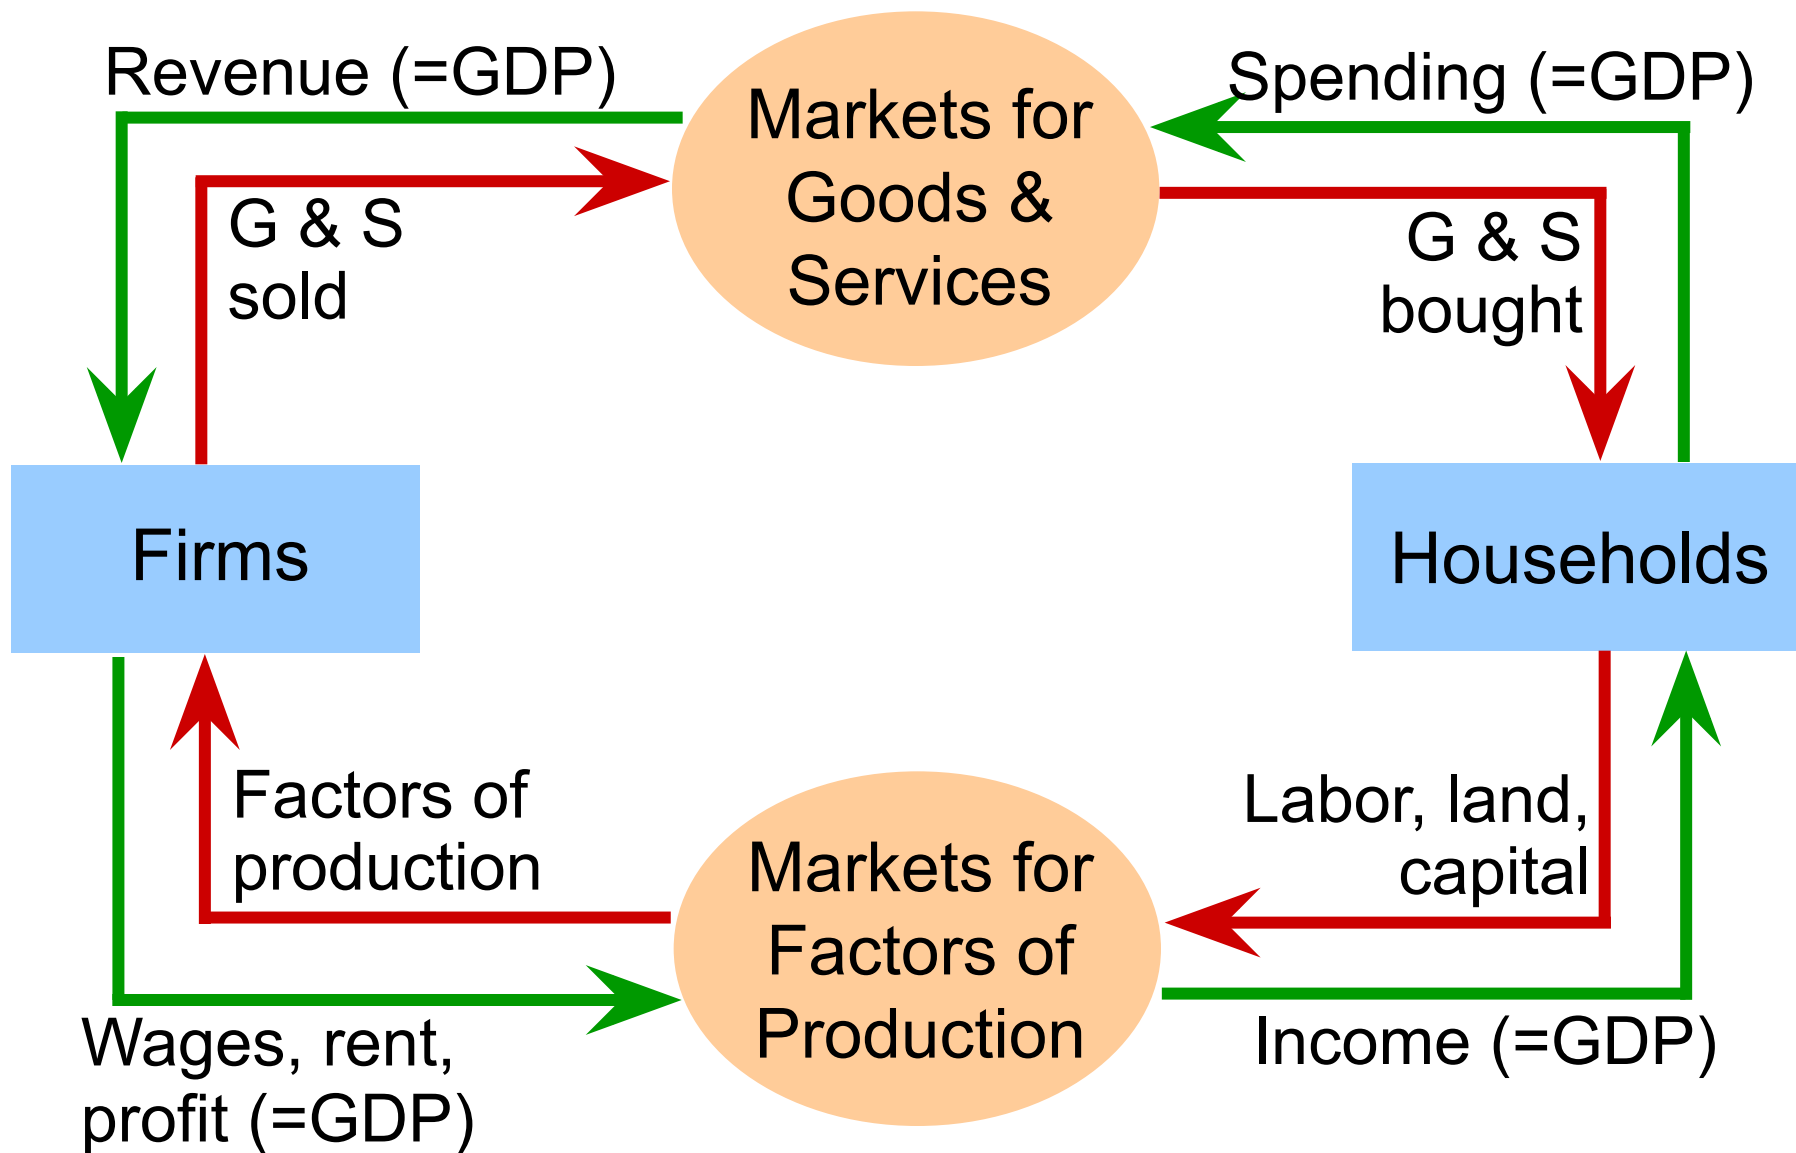 Revenue (=GDP)
Markets for
Goods &
Services
Spending (=GDP)
G & S
sold
G & S
bought
Firms
Households
Factors of
production
Markets for
Factors of
Production
Labor, land,
capital
Wages, rent,
profit (=GDP)
Income (=GDP)